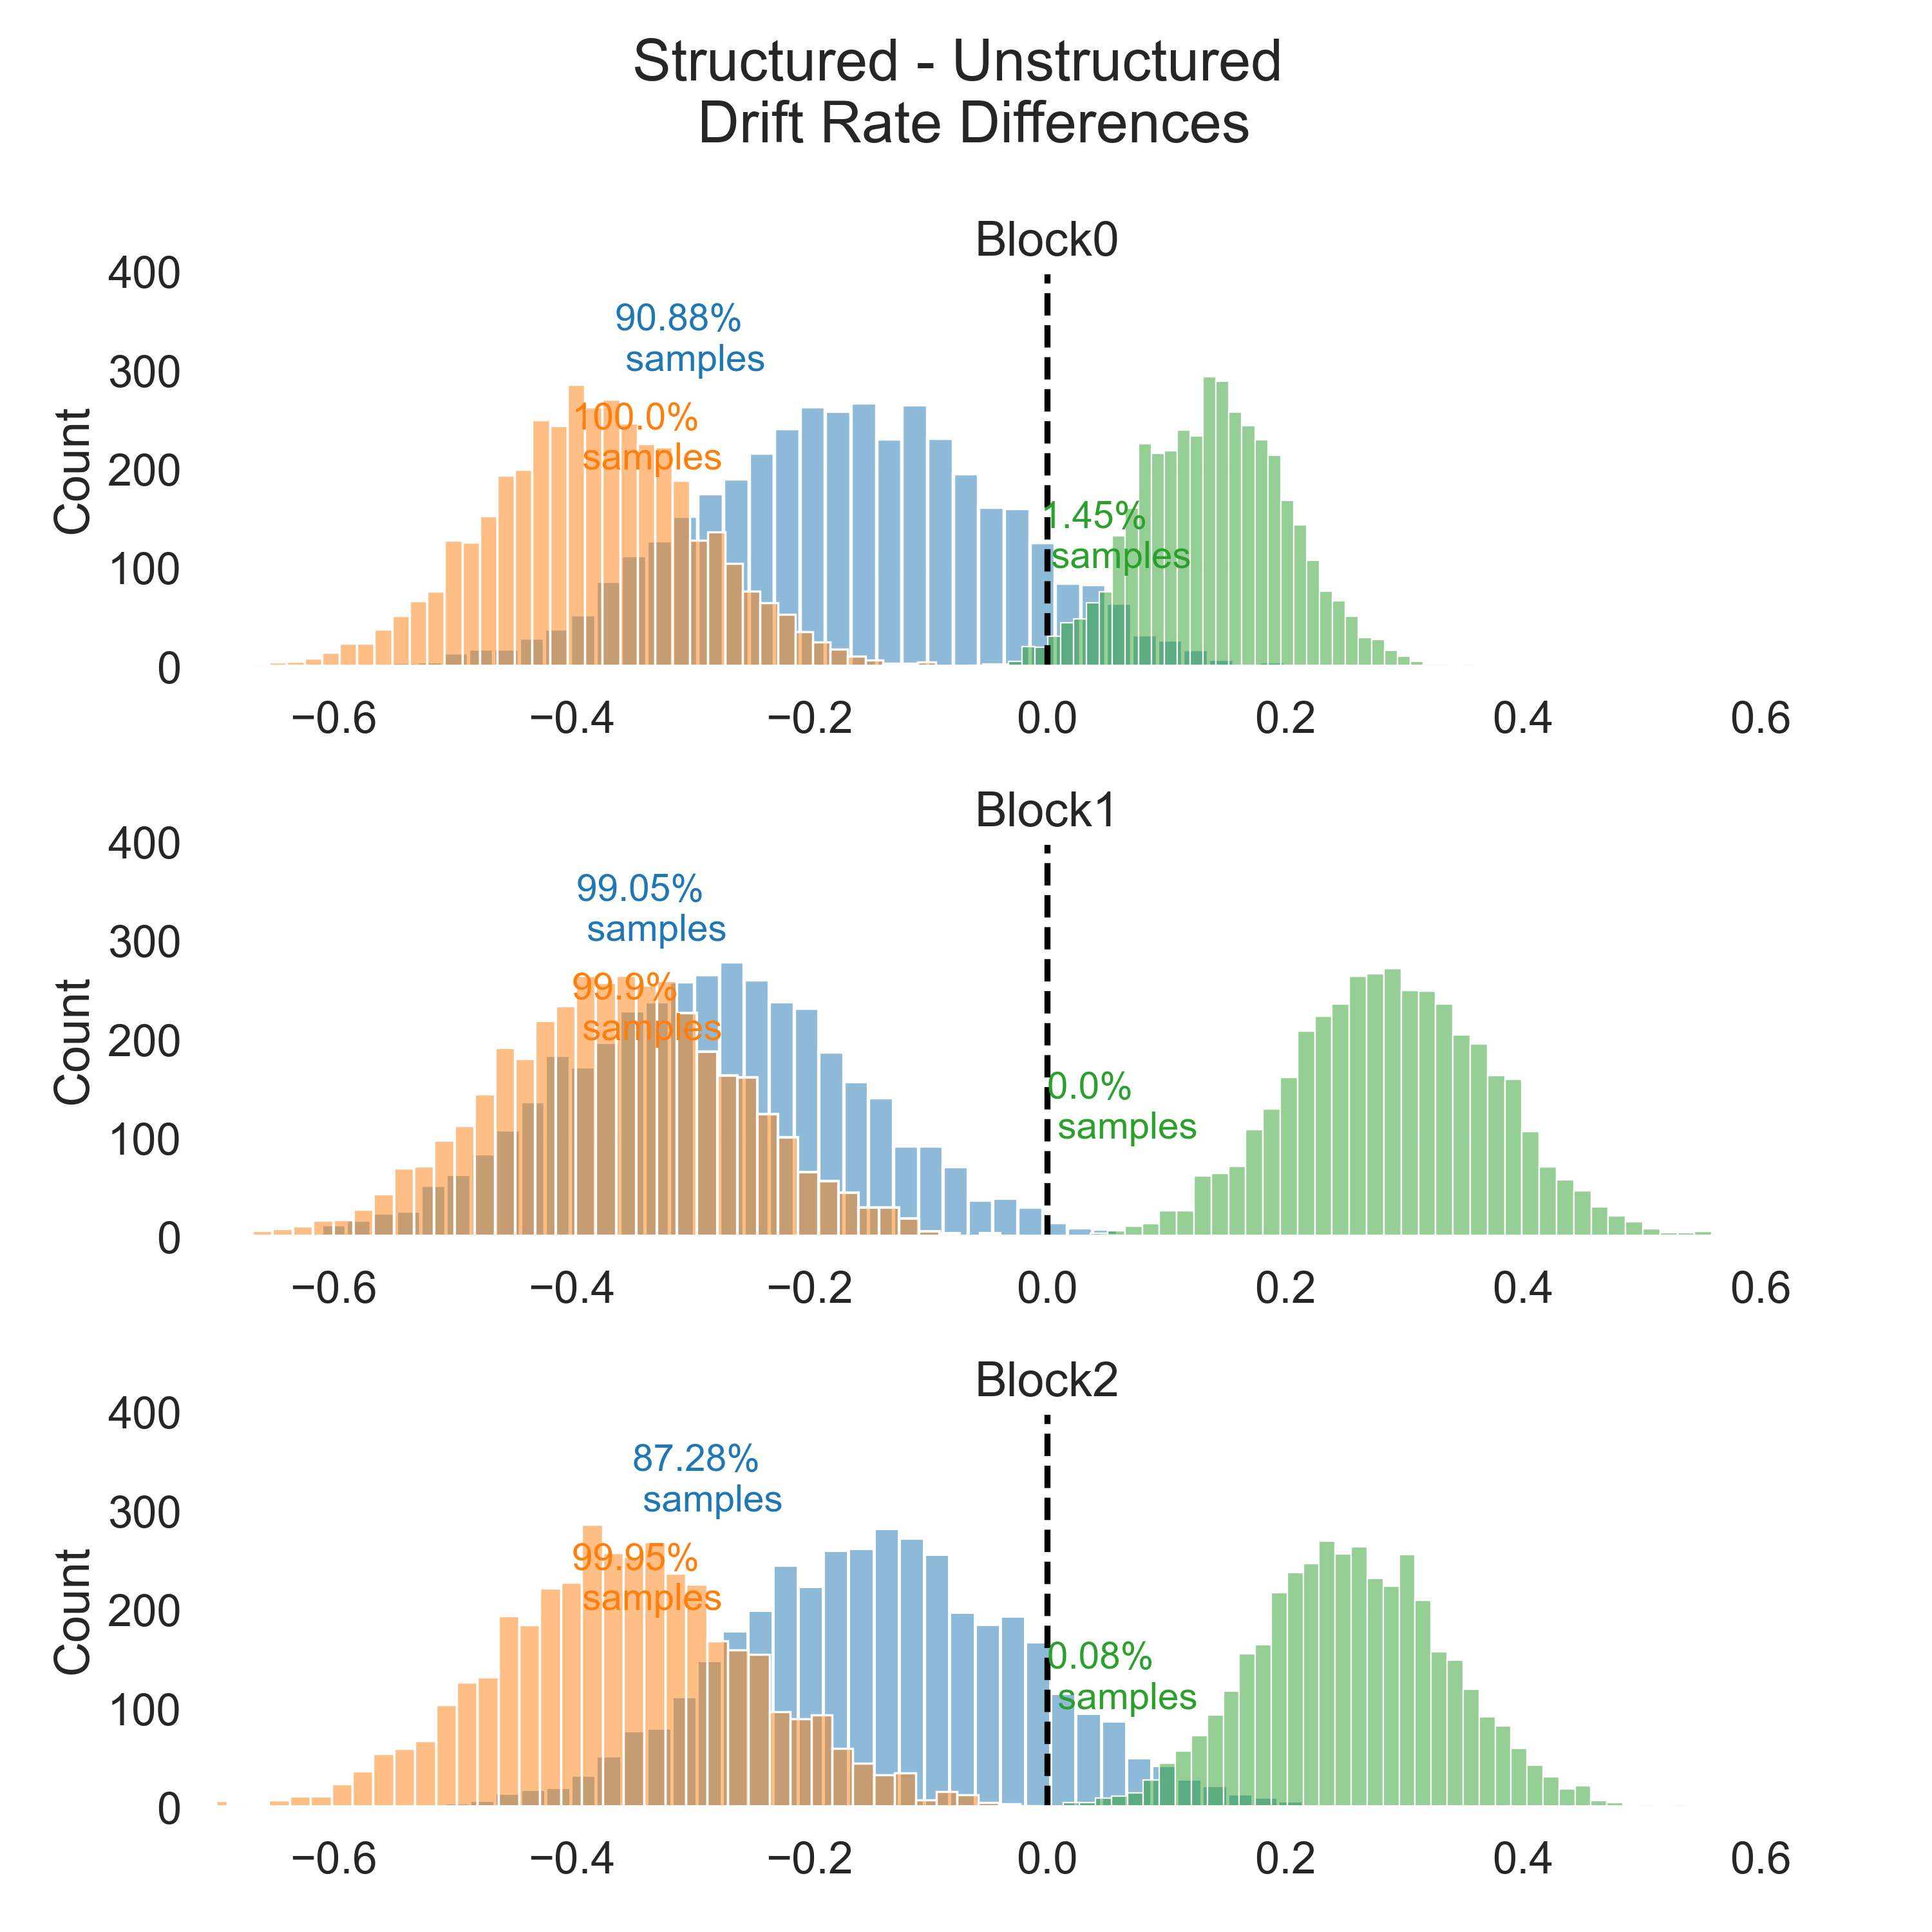 Structured - Unstructured
Drift Rate Differences
Block0
400
300
200
100
0
Count
90.88%
samples
100.0%
samples
1.45%
samples
−0.6
−0.4
−0.2
0.0
0.2
0.4
0.6
Block1
400
300
200
100
0
Count
99.05%
samples
99.9%
samples
0.0%
samples
−0.6
−0.4
−0.2
0.0
0.2
0.4
0.6
Block2
400
300
200
100
0
Count
87.28%
samples
99.95%
samples
0.08%
samples
−0.6
−0.4
−0.2
0.0
0.2
0.4
0.6